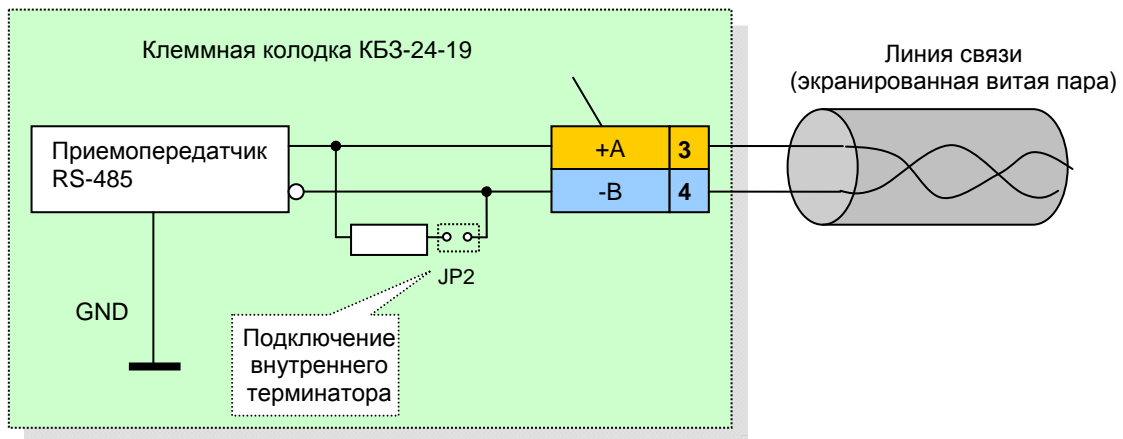 Клеммная колодка КБЗ-24-19
Линия связи
(экранированная витая пара)
Приемопередатчик
RS-485
+A 3
-B 4
JP2
GND
Подключение
внутреннего
терминатора